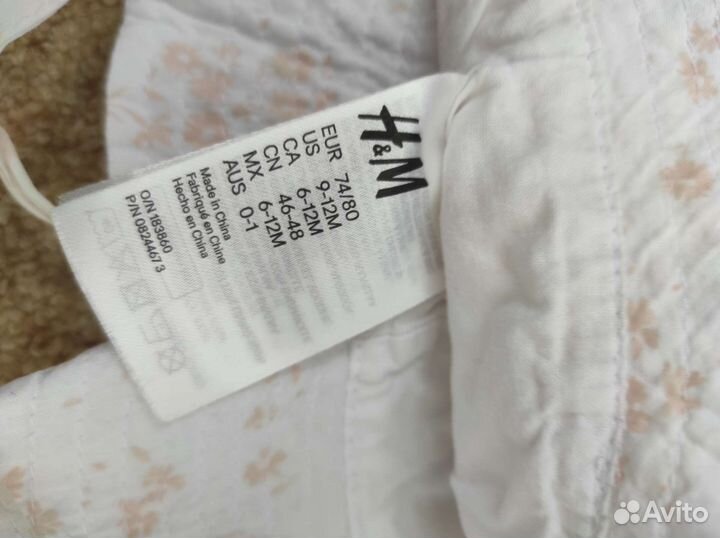 H&M
EUR 74/80
US 9-12M
CA 6-12M
CN 46-48
MX 6-12M
AUS 0-1
Made in China
Fabriqué en Chine
Hecho en China
O/N 183860
P/N 0824467 3
Avito